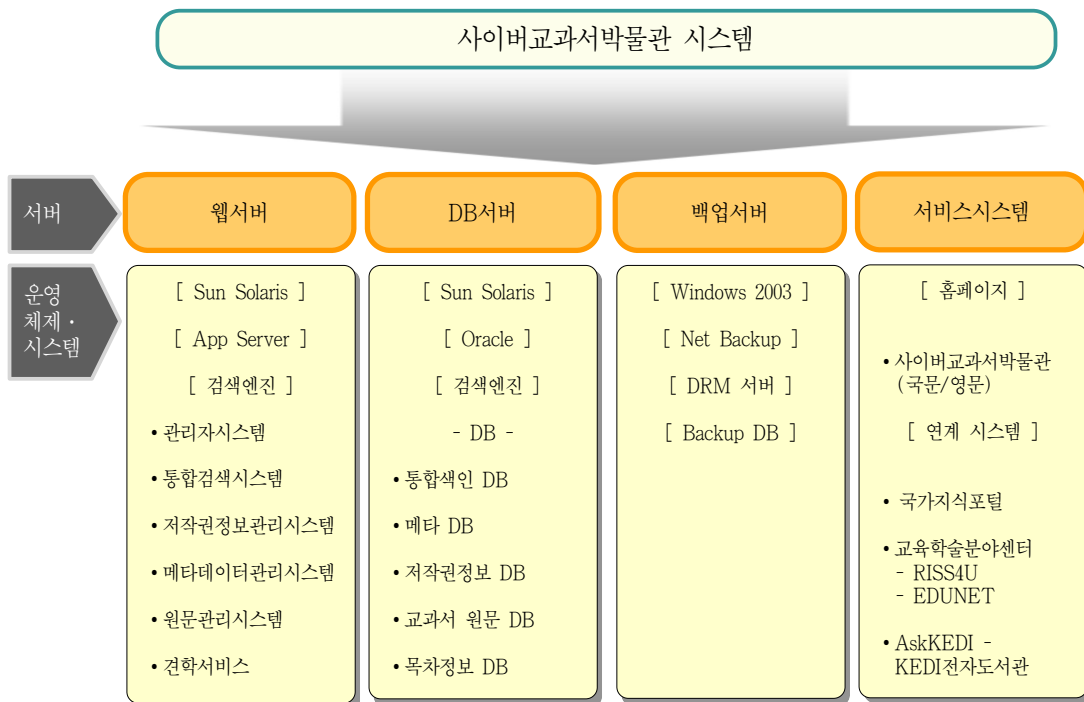 사이버교과서박물관 시스템
서버
웹서버
DB서버
백업서버
서비스시스템
운영
체제·
시스템
[ Sun Solaris ]
[ App Server ]
[ 검색엔진 ]
• 관리자시스템
• 통합검색시스템
• 저작권정보관리시스템
• 메타데이터관리시스템
• 원문관리시스템
• 견학서비스
[ Sun Solaris ]
[ Oracle ]
[ 검색엔진 ]
- DB -
• 통합색인 DB
• 메타 DB
• 저작권정보 DB
• 교과서 원문 DB
• 목차정보 DB
[ Windows 2003 ]
[ Net Backup ]
[ DRM 서버 ]
[ Backup DB ]
[ 홈페이지 ]
• 사이버교과서박물관
(국문/영문)
[ 연계 시스템 ]
• 국가지식포털
• 교육학술분야센터
- RISS4U
- EDUNET
• AskKEDI -
KEDI전자도서관